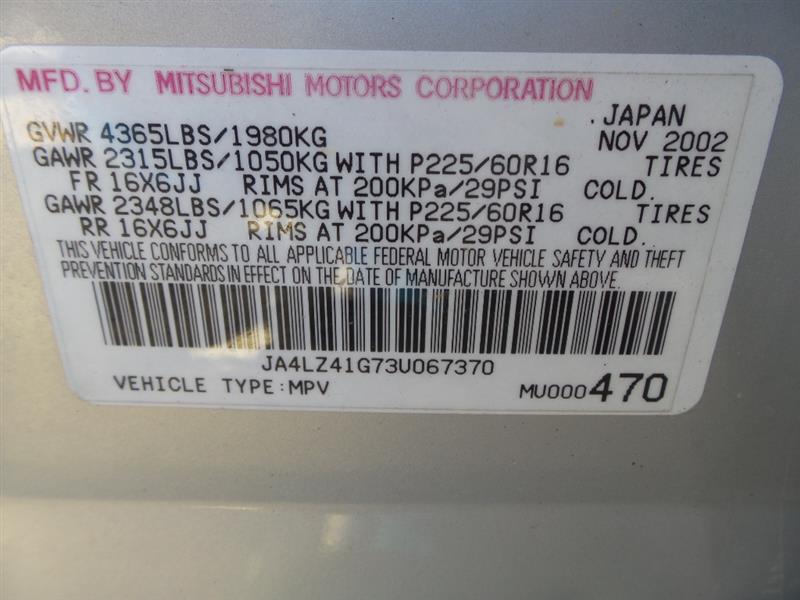 MFD. BY MITSUBISHI MOTORS CORPORATION
JAPAN
GVWR 4365LBS/1980KG NOV 2002
GAWR 2315LBS/1050KG WITH P225/60R16 TIRES
FR 16X6JJ RIMS AT 200KPa/29PSI COLD.
GAWR 2348LBS/1065KG WITH P225/60R16 TIRES
RR 16X6JJ RIMS AT 200KPa/29PSI COLD.
THIS VEHICLE CONFORMS TO ALL APPLICABLE FEDERAL MOTOR VEHICLE SAFETY AND THEFT
PREVENTION STANDARDS IN EFFECT ON THE DATE OF MANUFACTURE SHOWN ABOVE.
JA4LZ41G73U067370
VEHICLE TYPE:MPV MU000470